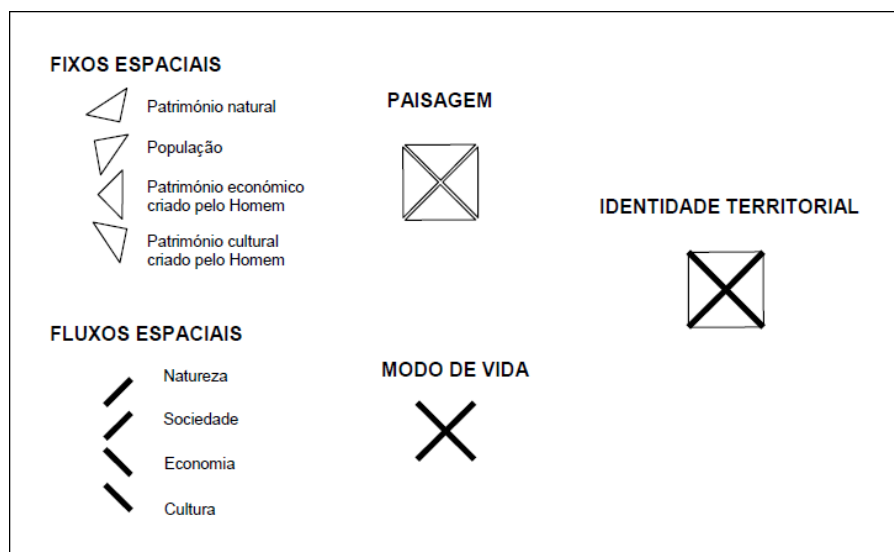 FIXOS ESPACIAIS
Património natural
População
Património económico
criado pelo Homem
Património cultural
criado pelo Homem
PAISAGEM
IDENTIDADE TERRITORIAL
FLUXOS ESPACIAIS
Natureza
Sociedade
Economia
Cultura
MODO DE VIDA